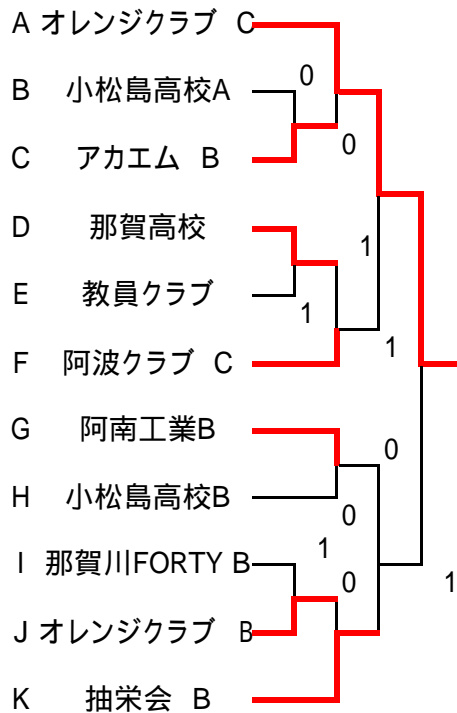 A オレンジクラブ C
0
B 小松島高校A
0
C アカエム B
D 那賀高校
1
E 教員クラブ
1
1
F 阿波クラブ C
G 阿南工業B
0
H 小松島高校B
0
1
I 那賀川FORTY B
0
1
J オレンジクラブ B
K 抽栄会 B